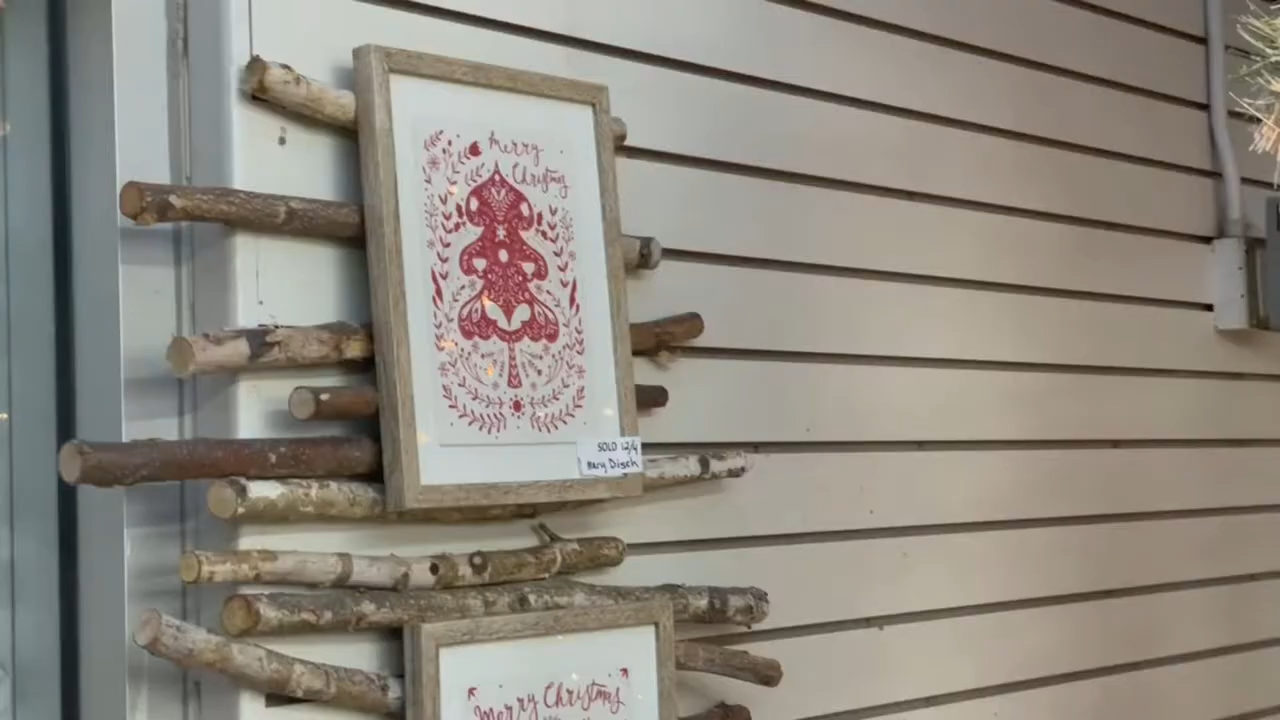 Merry
Christmas
SOLD 12/4
Mary Disch
Merry Christmas